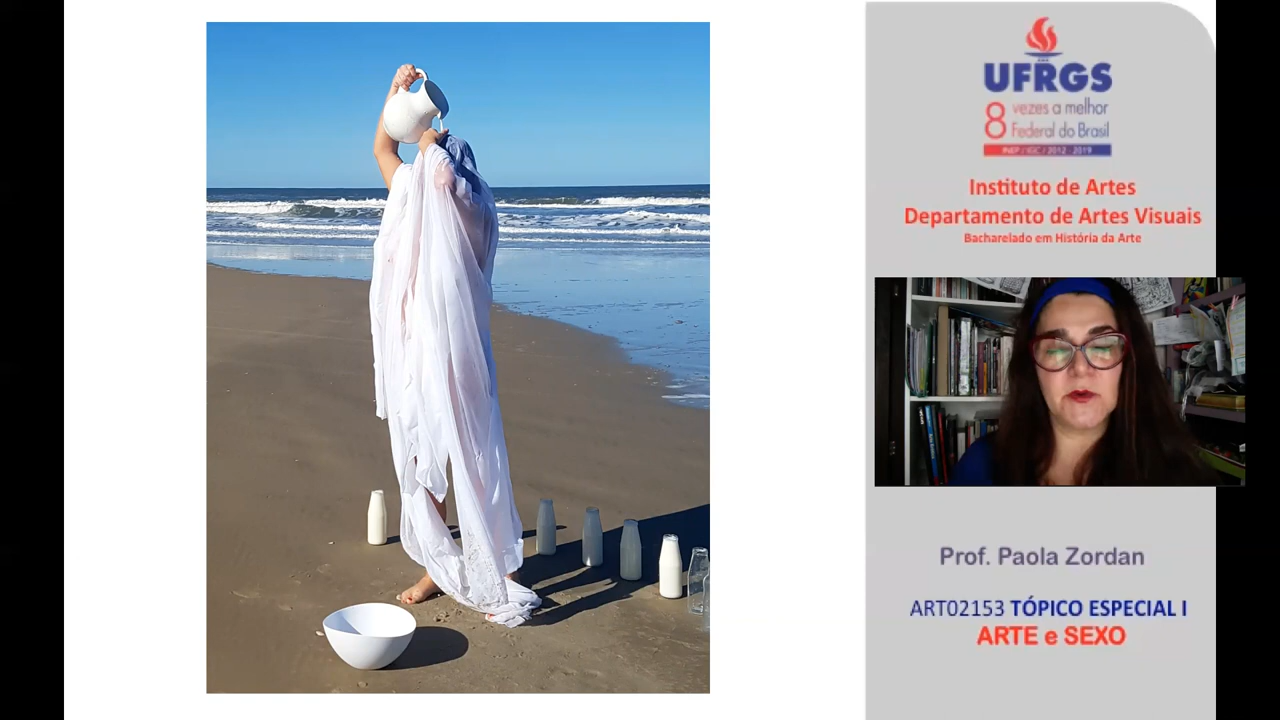 UFRGS
8 vezes a melhor
Federal do Brasil
INEP / IGC / 2012 - 2019
Instituto de Artes
Departamento de Artes Visuais
Bacharelado em História da Arte
Prof. Paola Zordan
ART02153 TÓPICO ESPECIAL I
ARTE e SEXO